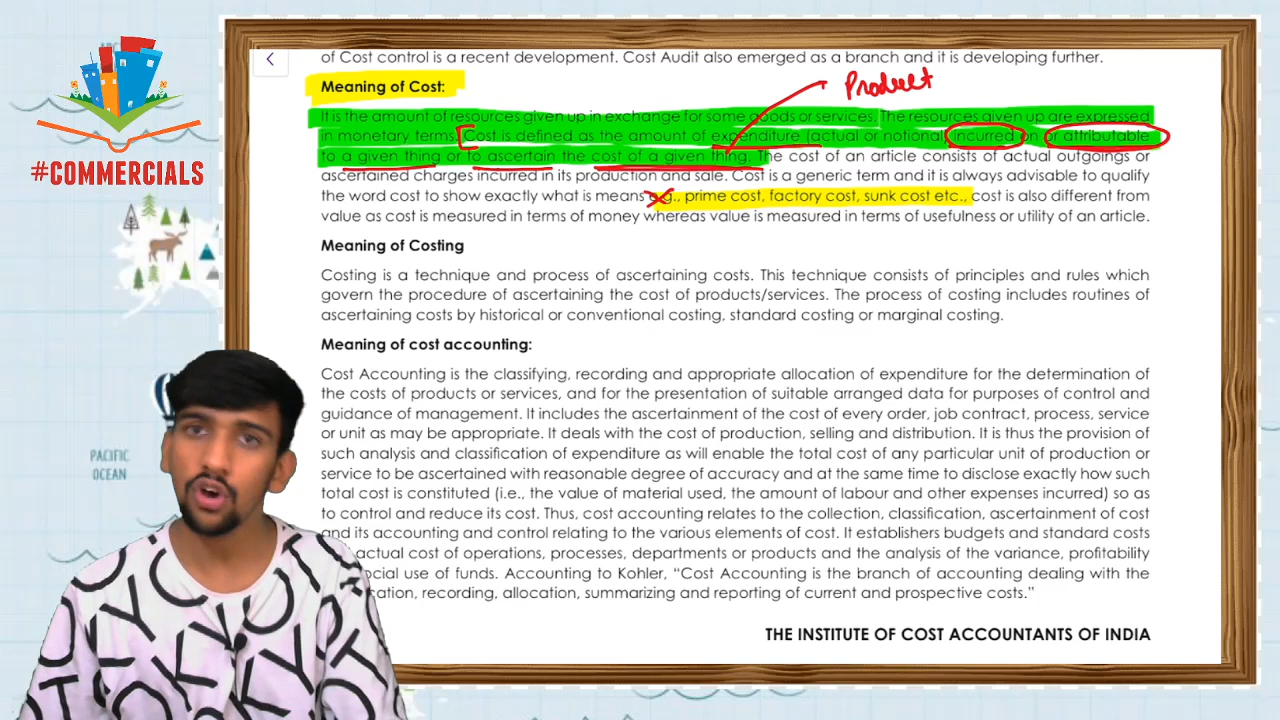 of Cost control is a recent development. Cost Audit also emerged as a branch and it is developing further.
Meaning of Cost:
Product
It is the amount of resources given up in exchange for some goods or services. The resources given up are expressed
in monetary terms. Cost is defined as the amount of expenditure (actual or notional) incurred on or attributable
to a given thing or to ascertain the cost of a given thing. The cost of an article consists of actual outgoings or
ascertained charges incurred in its production and sale. Cost is a generic term and it is always advisable to qualify
the word cost to show exactly what is means e.g., prime cost, factory cost, sunk cost etc., cost is also different from
value as cost is measured in terms of money whereas value is measured in terms of usefulness or utility of an article.
#COMMERCIALS
Meaning of Costing
Costing is a technique and process of ascertaining costs. This technique consists of principles and rules which
govern the procedure of ascertaining the cost of products/services. The process of costing includes routines of
ascertaining costs by historical or conventional costing, standard costing or marginal costing.
Meaning of cost accounting:
Cost Accounting is the classifying, recording and appropriate allocation of expenditure for the determination of
the costs of products or services, and for the presentation of suitable arranged data for purposes of control and
guidance of management. It includes the ascertainment of the cost of every order, job contract, process, service
or unit as may be appropriate. It deals with the cost of production, selling and distribution. It is thus the provision of
such analysis and classification of expenditure as will enable the total cost of any particular unit of production or
service to be ascertained with reasonable degree of accuracy and at the same time to disclose exactly how such
total cost is constituted (i.e., the value of material used, the amount of labour and other expenses incurred) so as
to control and reduce its cost. Thus, cost accounting relates to the collection, classification, ascertainment of cost
and its accounting and control relating to the various elements of cost. It establishers budgets and standard costs
actual cost of operations, processes, departments or products and the analysis of the variance, profitability
use of funds. Accounting to Kohler, “Cost Accounting is the branch of accounting dealing with the
recording, allocation, summarizing and reporting of current and prospective costs.”
THE INSTITUTE OF COST ACCOUNTANTS OF INDIA
PACIFIC
OCEAN